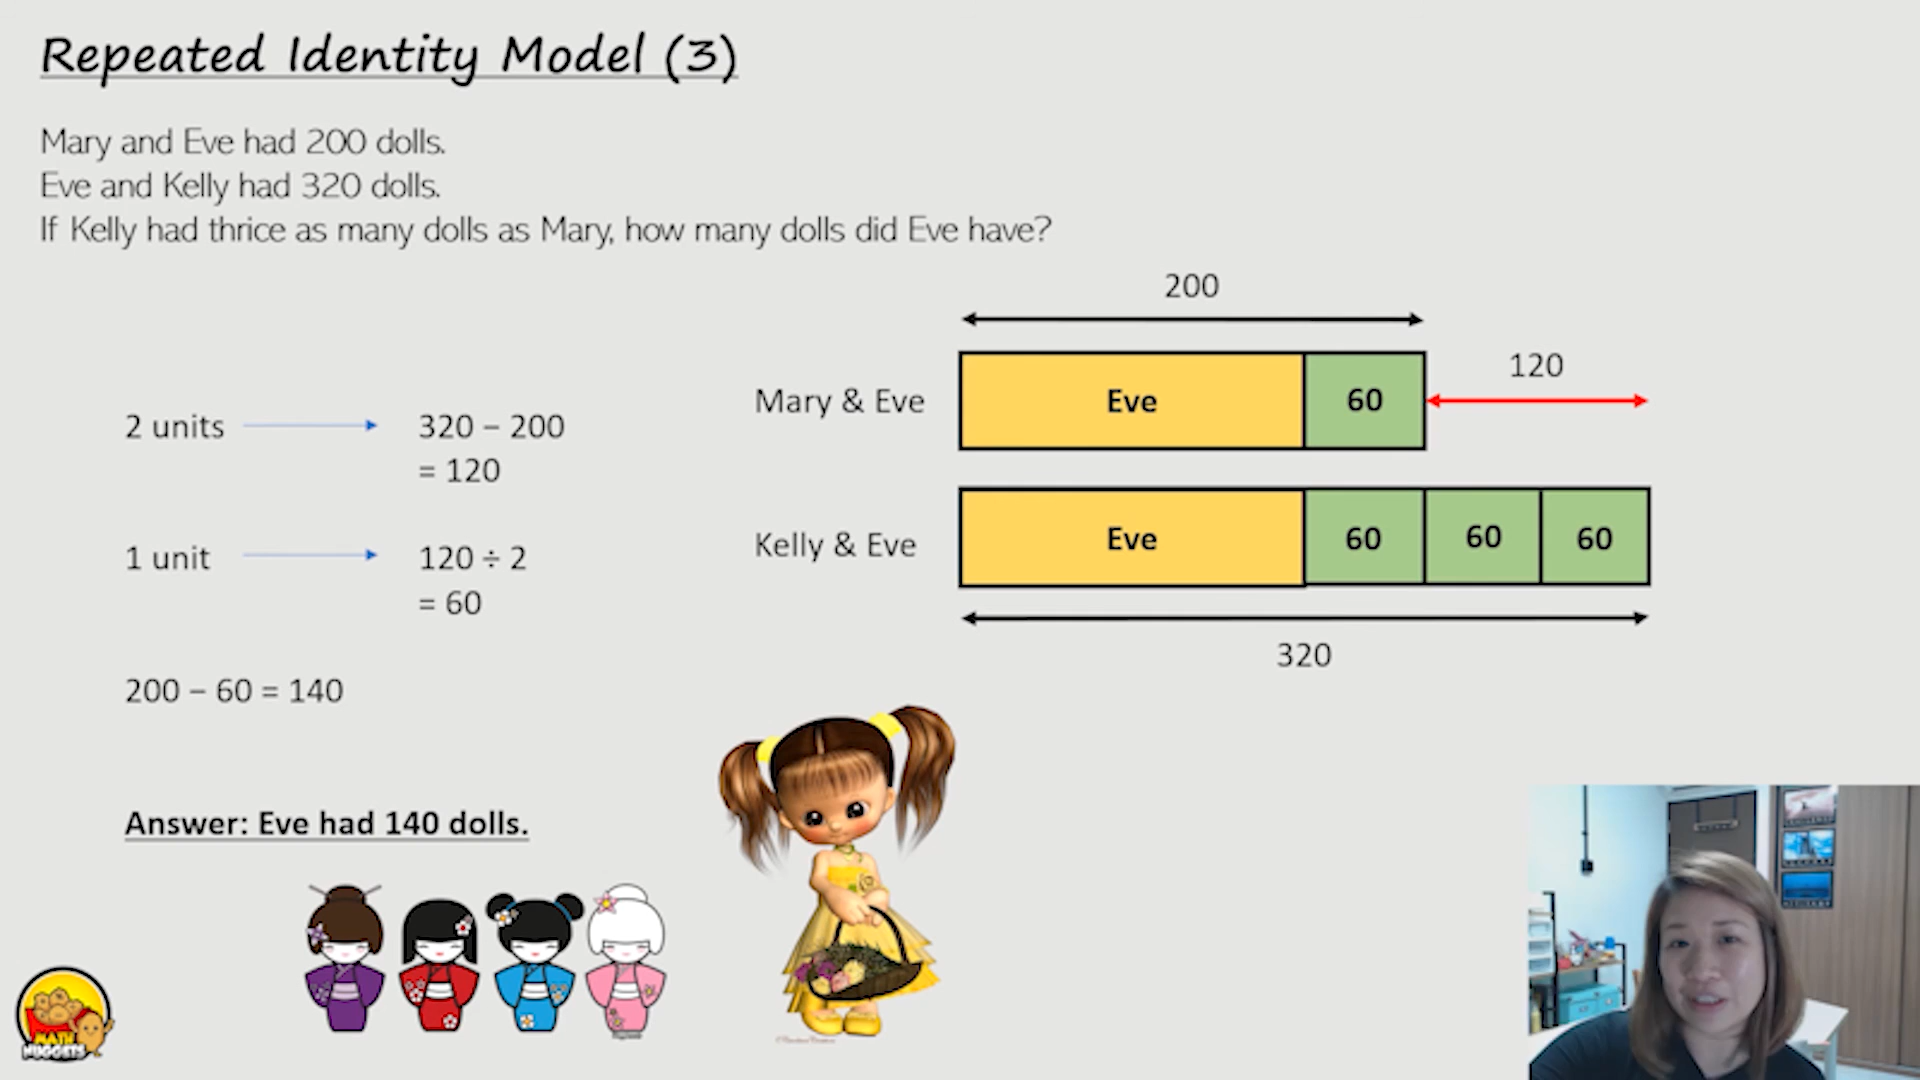 Repeated Identity Model (3)
Mary and Eve had 200 dolls.
Eve and Kelly had 320 dolls.
If Kelly had thrice as many dolls as Mary, how many dolls did Eve have?
200
120
Mary & Eve
Eve
60
Kelly & Eve
Eve
60
60
60
320
2 units
320 – 200
= 120
1 unit
120 ÷ 2
= 60
200 – 60 = 140
Answer: Eve had 140 dolls.
MATH
NUGGETS